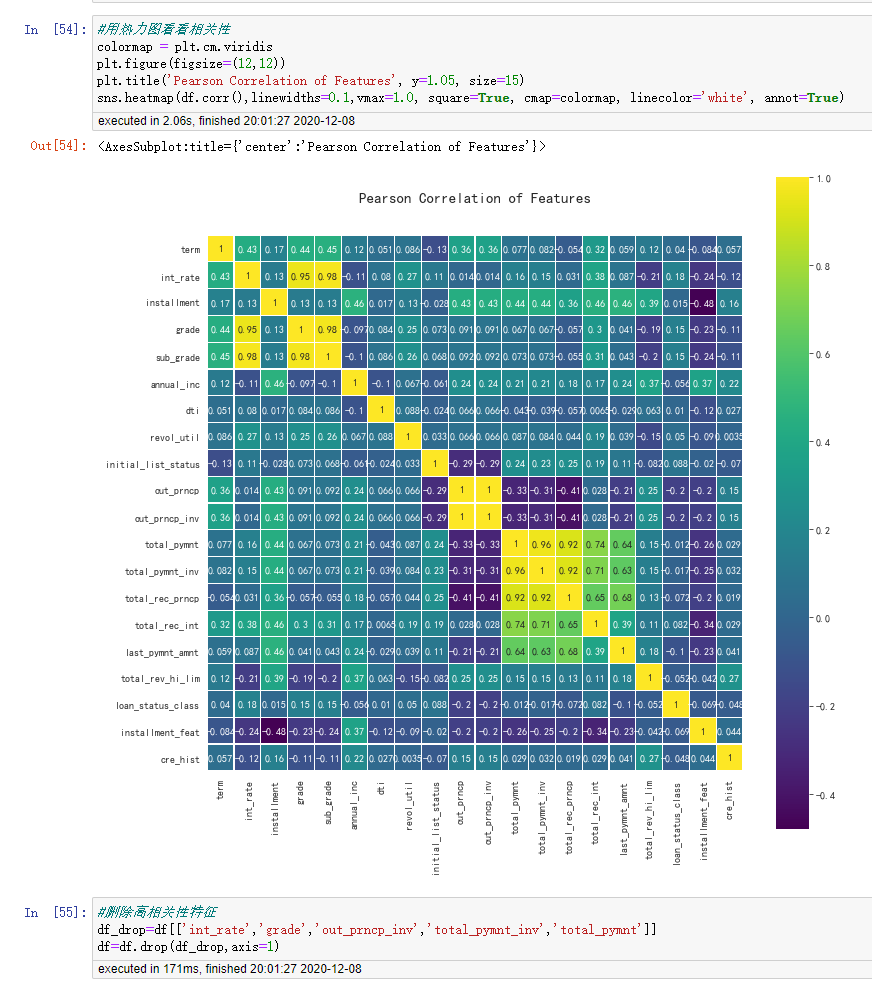 In [54]:
#用热力图看看相关性
colormap = plt.cm.viridis
plt.figure(figsize=(12,12))
plt.title('Pearson Correlation of Features', y=1.05, size=15)
sns.heatmap(df.corr(),linewidths=0.1,vmax=1.0, square=True, cmap=colormap, linecolor='white', annot=True)
executed in 2.06s, finished 20:01:27 2020-12-08
Out[54]: <AxesSubplot:title={'center':'Pearson Correlation of Features'}>
Pearson Correlation of Features
term 1 0.43 0.17 0.44 0.45 0.12 0.051 0.086 -0.13 0.36 0.36 0.077 0.082 -0.054 0.32 0.059 0.12 0.04 -0.084 0.057
int_rate 0.43 1 0.13 0.95 0.98 -0.11 0.08 0.27 0.11 0.014 0.014 0.16 0.15 0.031 0.38 0.087 -0.21 0.18 -0.24 -0.12
installment 0.17 0.13 1 0.13 0.13 0.46 0.017 0.13 -0.028 0.43 0.43 0.44 0.44 0.36 0.46 0.46 0.39 0.015 -0.48 0.16
grade 0.44 0.95 0.13 1 0.98 -0.097 0.084 0.25 0.073 0.091 0.091 0.067 0.067 -0.057 0.3 0.041 -0.19 0.15 -0.23 -0.11
sub_grade 0.45 0.98 0.13 0.98 1 -0.1 0.086 0.26 0.068 0.092 0.092 0.073 0.073 -0.055 0.31 0.043 -0.2 0.15 -0.24 -0.11
annual_inc 0.12 -0.11 0.46 -0.097 -0.1 1 -0.1 0.067 -0.061 0.24 0.24 0.21 0.21 0.18 0.17 0.24 0.37 -0.056 0.37 0.22
dti 0.051 0.08 0.017 0.084 0.086 -0.1 1 0.088 -0.024 0.066 0.066 -0.043 -0.039 -0.057 0.0065 -0.029 0.063 0.01 -0.12 0.027
revol_util 0.086 0.27 0.13 0.25 0.26 0.067 0.088 1 0.033 0.066 0.066 0.087 0.084 0.044 0.19 0.039 -0.15 0.05 -0.09 0.0035
initial_list_status -0.13 0.11 -0.028 0.073 0.068 -0.061 -0.024 0.033 1 -0.29 -0.29 0.24 0.23 0.25 0.19 0.11 -0.082 0.088 -0.02 -0.07
out_prncp 0.36 0.014 0.43 0.091 0.092 0.24 0.066 0.066 -0.29 1 1 -0.33 -0.31 -0.41 0.028 -0.21 0.25 -0.2 -0.2 0.15
out_prncp_inv 0.36 0.014 0.43 0.091 0.092 0.24 0.066 0.066 -0.29 1 1 -0.33 -0.31 -0.41 0.028 -0.21 0.25 -0.2 -0.2 0.15
total_pymnt 0.077 0.16 0.44 0.067 0.073 0.21 -0.043 0.087 0.24 -0.33 -0.33 1 0.96 0.92 0.74 0.64 0.15 -0.012 -0.26 0.029
total_pymnt_inv 0.082 0.15 0.44 0.067 0.073 0.21 -0.039 0.084 0.23 -0.31 -0.31 0.96 1 0.92 0.71 0.63 0.15 -0.017 -0.25 0.032
total_rec_prncp -0.054 0.031 0.36 -0.057 -0.055 0.18 -0.057 0.044 0.25 -0.41 -0.41 0.92 0.92 1 0.65 0.68 0.13 -0.072 -0.2 0.019
total_rec_int 0.32 0.38 0.46 0.3 0.31 0.17 0.0065 0.19 0.19 0.028 0.028 0.74 0.71 0.65 1 0.39 0.11 0.082 -0.34 0.029
last_pymnt_amnt 0.059 0.087 0.46 0.041 0.043 0.24 -0.029 0.039 0.11 -0.21 -0.21 0.64 0.63 0.68 0.39 1 0.18 -0.1 -0.23 0.041
total_rev_hi_lim 0.12 -0.21 0.39 -0.19 -0.2 0.37 0.063 -0.15 -0.082 0.25 0.25 0.15 0.15 0.13 0.11 0.18 1 -0.052 -0.042 0.27
loan_status_class 0.04 0.18 0.015 0.15 0.15 -0.056 0.01 0.05 0.088 -0.2 -0.2 -0.012 -0.017 -0.072 0.082 -0.1 -0.052 1 -0.069 -0.048
installment_feat -0.084 -0.24 -0.48 -0.23 -0.24 0.37 -0.12 -0.09 -0.02 -0.2 -0.2 -0.26 -0.25 -0.2 -0.34 -0.23 -0.042 -0.069 1 0.044
cre_hist 0.057 -0.12 0.16 -0.11 -0.11 0.22 0.027 0.0035 -0.07 0.15 0.15 0.029 0.032 0.019 0.029 0.041 0.27 -0.048 0.044 1
term
int_rate
installment
grade
sub_grade
annual_inc
dti
revol_util
initial_list_status
out_prncp
out_prncp_inv
total_pymnt
total_pymnt_inv
total_rec_prncp
total_rec_int
last_pymnt_amnt
total_rev_hi_lim
loan_status_class
installment_feat
cre_hist
1.0
0.8
0.6
0.4
0.2
0.0
-0.2
-0.4
In [55]:
#删除高相关性特征
df_drop=df[['int_rate','grade','out_prncp_inv','total_pymnt_inv','total_pymnt']]
df=df.drop(df_drop,axis=1)
executed in 171ms, finished 20:01:27 2020-12-08